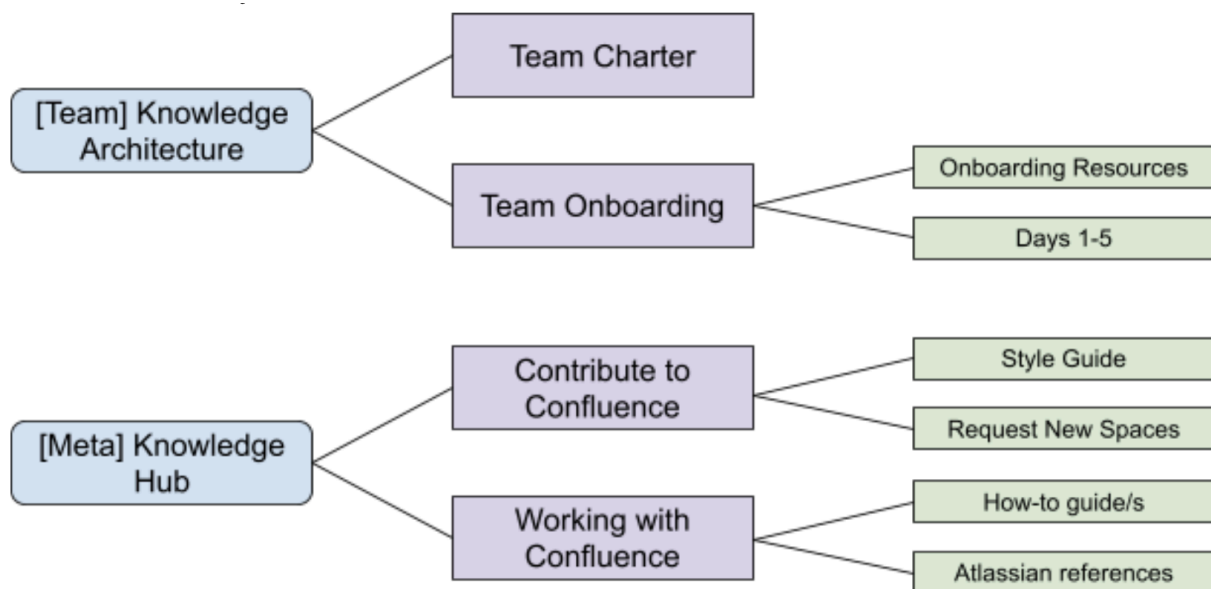 Team Charter
[Team] Knowledge
Architecture
Team Onboarding
Onboarding Resources
Days 1-5
Contribute to
Confluence
Style Guide
Request New Spaces
[Meta] Knowledge
Hub
Working with
Confluence
How-to guide/s
Atlassian references